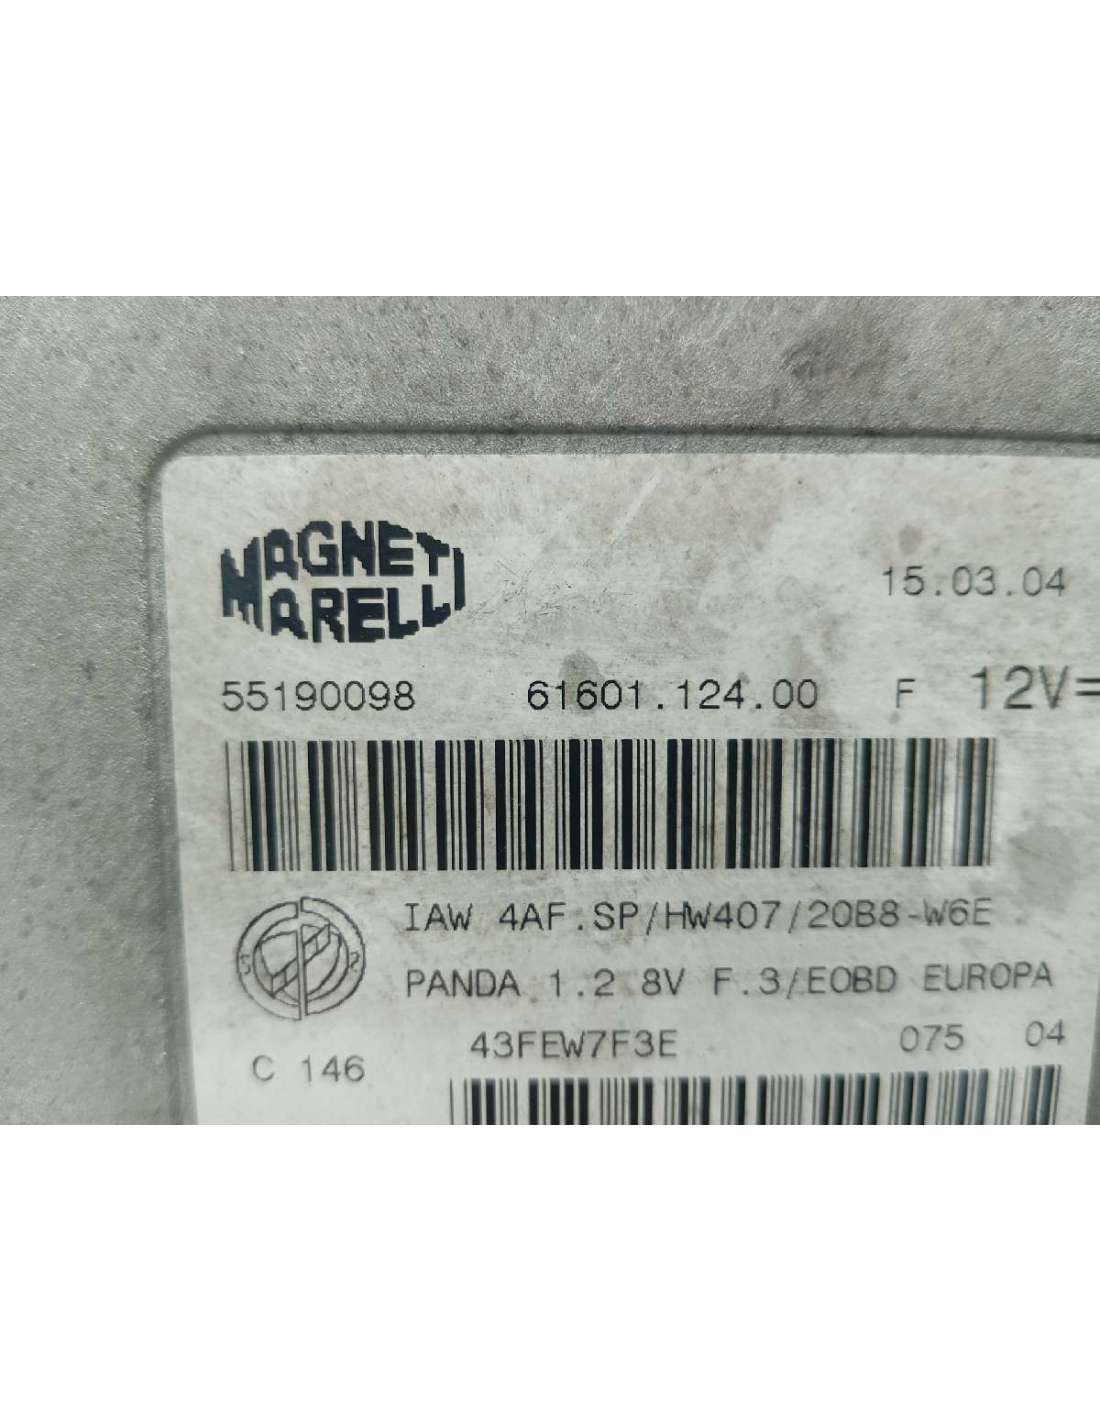 MAGNETI
MARELLI
15.03.04
55190098 61601.124.00 F 12V=
IAW 4AF.SP/HW407/20B8-W6E
PANDA 1.2 8V F.3/EOBD EUROPA
43FEW7F3E 075 04
C 146